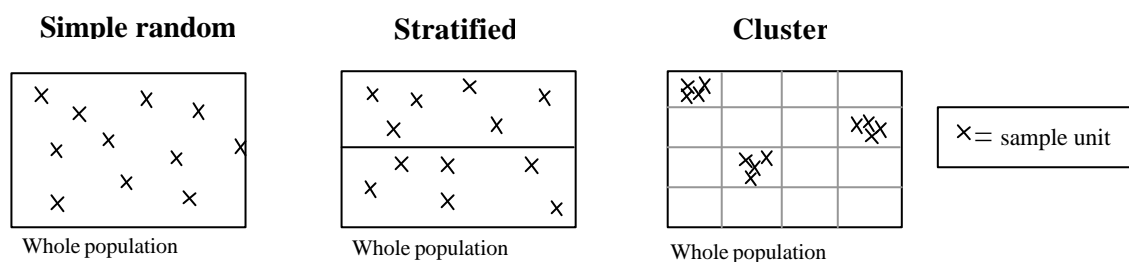 Simple random
Stratified
Cluster
= sample unit
Whole population
Whole population
Whole population